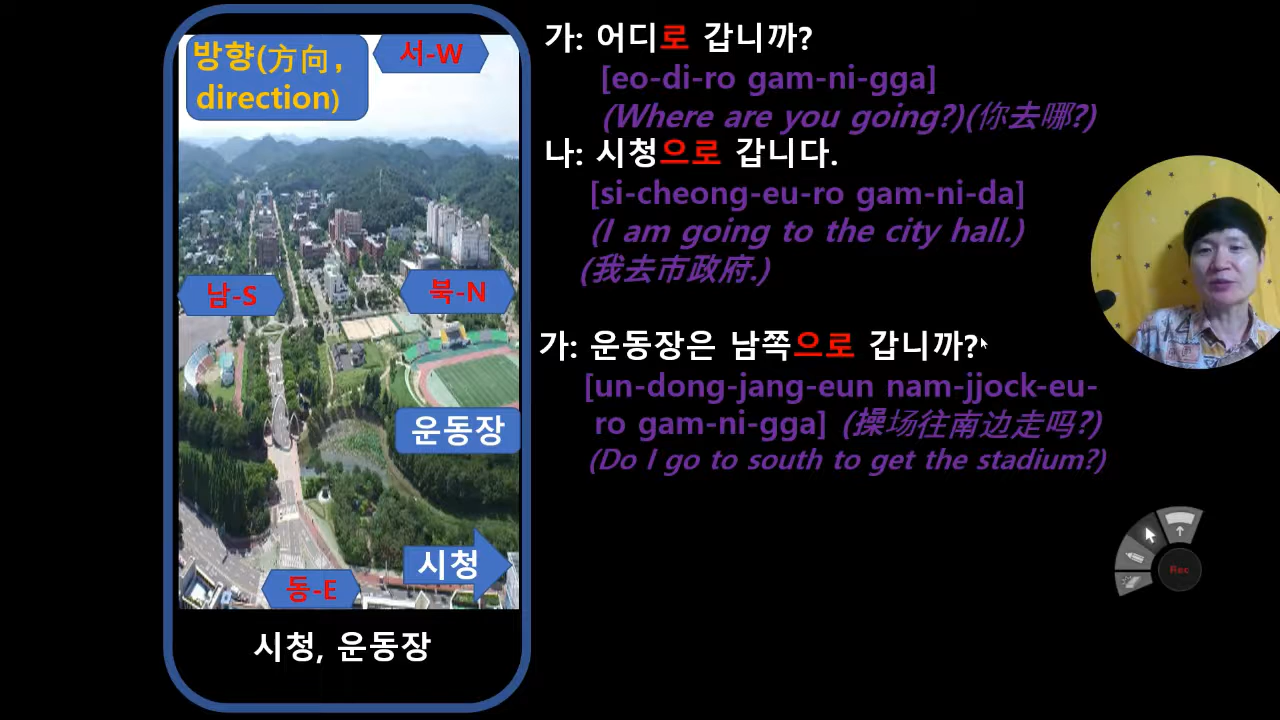 방향(方向,
direction)
서-W
남-S
북-N
운동장
시청
동-E
시청, 운동장
가: 어디로 갑니까?
[eo-di-ro gam-ni-gga]
(Where are you going?)(你去哪?)
나: 시청으로 갑니다.
[si-cheong-eu-ro gam-ni-da]
(I am going to the city hall.)
(我去市政府.)
가: 운동장은 남쪽으로 갑니까?
[un-dong-jang-eun nam-jjock-eu-
ro gam-ni-gga] (操场往南边走吗?)
(Do I go to south to get the stadium?)
Rec